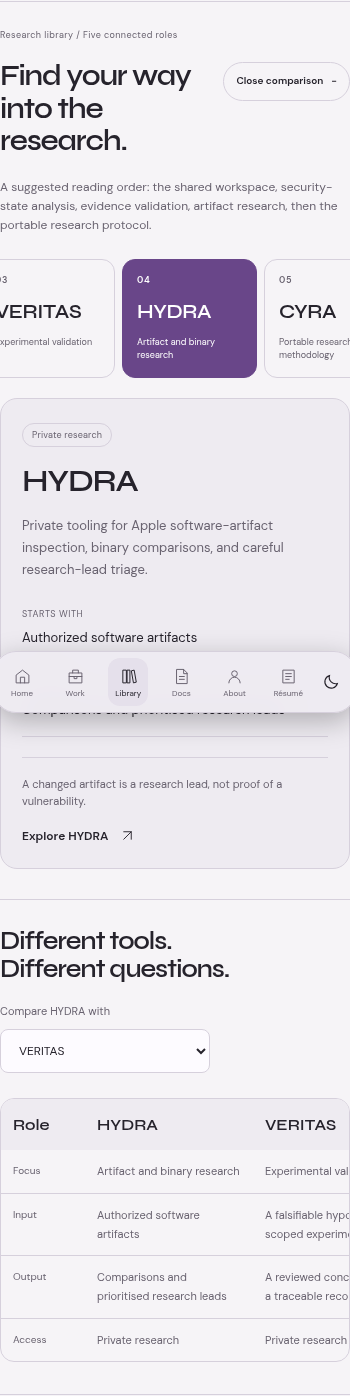 Research library / Five connected roles
Find your way
into the
research.
Close comparison −
A suggested reading order: the shared workspace, security-
state analysis, evidence validation, artifact research, then the
portable research protocol.
03
VERITAS
Experimental validation
04
HYDRA
Artifact and binary
research
05
CYRA
Portable research
methodology
Private research
HYDRA
Private tooling for Apple software-artifact
inspection, binary comparisons, and careful
research-lead triage.
STARTS WITH
Authorized software artifacts
Home
Work
Library
Docs
About
Résumé
Comparisons and prioritised research leads
A changed artifact is a research lead, not proof of a
vulnerability.
Explore HYDRA
Different tools.
Different questions.
Compare HYDRA with
VERITAS
Role HYDRA VERITAS
Focus Artifact and binary research Experimental val
Input Authorized software A falsifiable hypo
artifacts scoped experime
Output Comparisons and A reviewed conc
prioritised research leads a traceable reco
Access Private research Private research